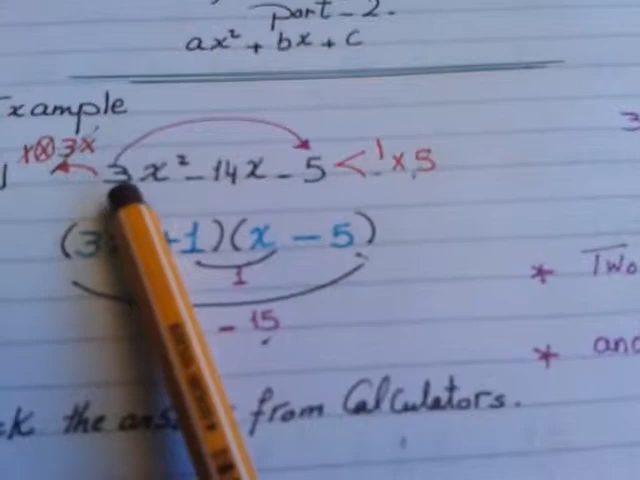 Part-2.
ax² + bx + c
Example
3
3x
3x² - 14x - 5 < 1 x 5
(3 +1)(x - 5)
1
* Two
- 15
* and
the from Calculators.